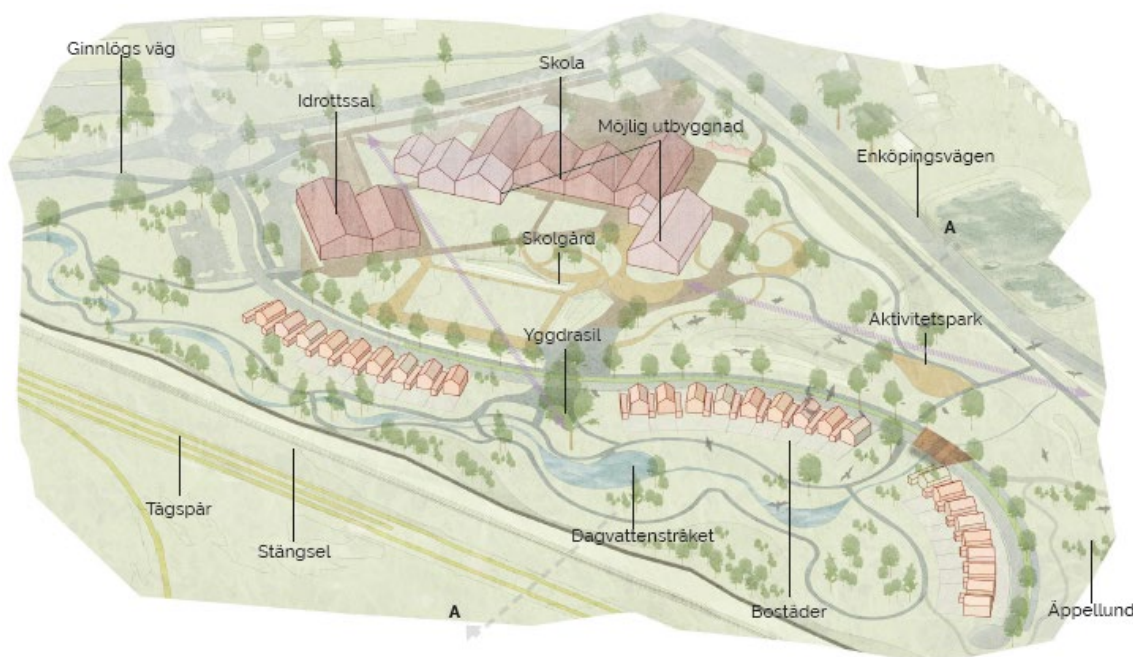 Ginnlögs väg
Skola
Idrottssal
Möjlig utbyggnad
Enköpingsvägen
A
Skolgård
Aktivitetspark
Yggdrasil
Tågspår
Stängsel
Dagvattenstråket
A
Bostäder
Äppellund